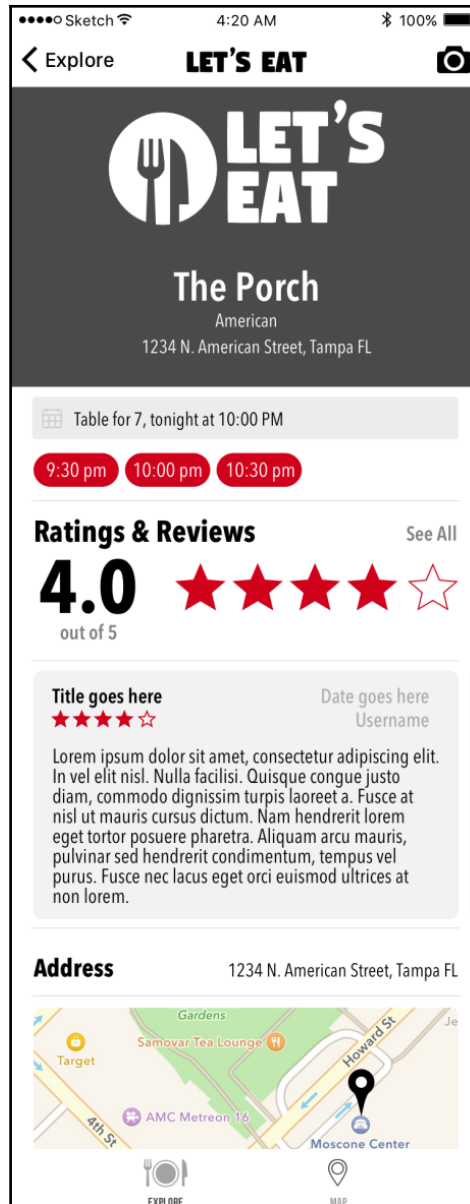 Sketch 4:20 AM 100%
Explore LET'S EAT
LET'S
EAT
The Porch
American
1234 N. American Street, Tampa FL
Table for 7, tonight at 10:00 PM
9:30 pm 10:00 pm 10:30 pm
Ratings & Reviews See All
4.0
out of 5
Title goes here Date goes here
Username
Lorem ipsum dolor sit amet, consectetur adipiscing elit.
In vel elit nisl. Nulla facilisi. Quisque congue justo
diam, commodo dignissim turpis laoreet a. Fusce at
nisl ut mauris cursus dictum. Nam hendrerit lorem
eget tortor posuere pharetra. Aliquam arcu mauris,
pulvinar sed hendrerit condimentum, tempus vel
purus. Fusce nec lacus eget orci euismod ultrices at
non lorem.
Address 1234 N. American Street, Tampa FL
Gardens
Samovar Tea Lounge
Target
Howard St
Je
4th St
AMC Metreon 16
Moscone Center
EXPLORE MAP